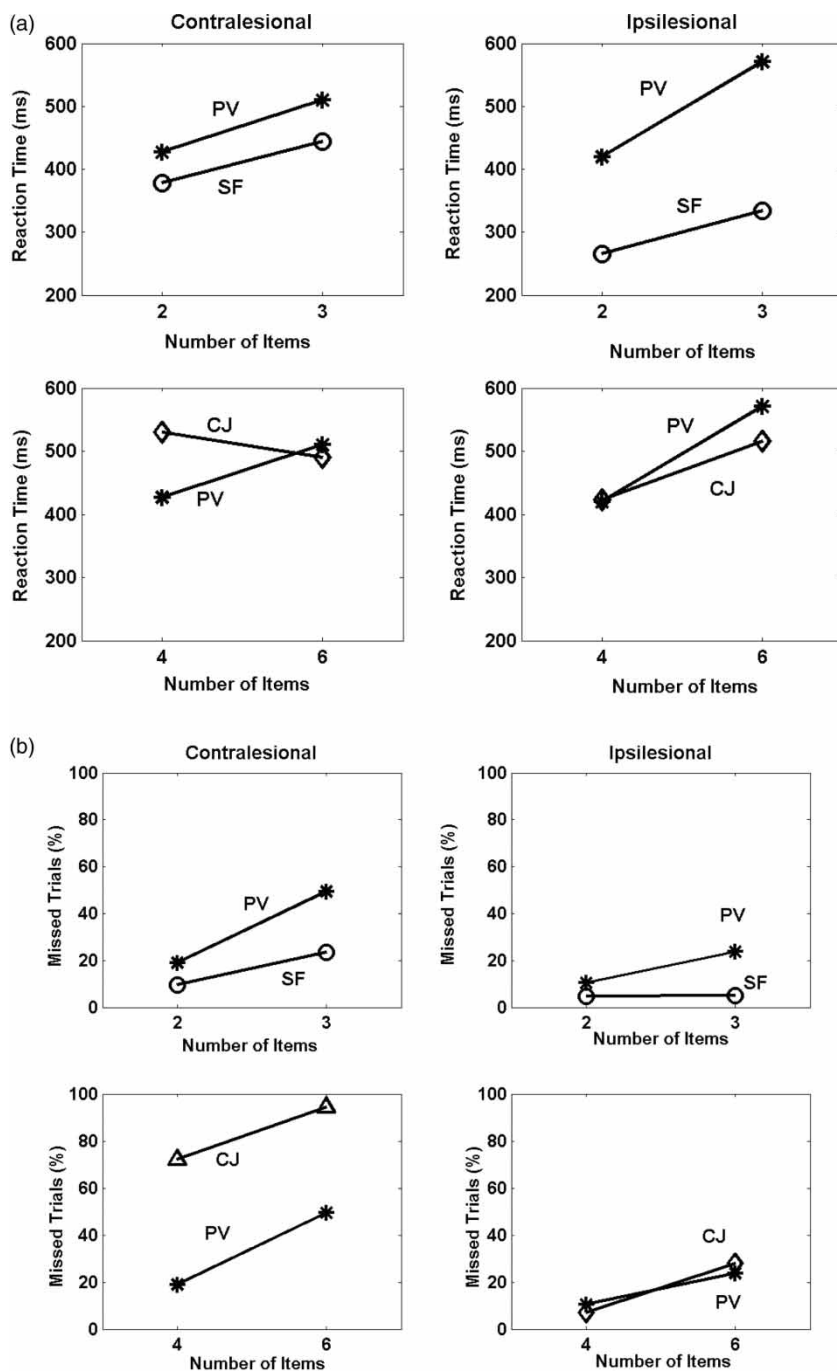 (a)
Contralesional
600
500
400
300
200
Reaction Time (ms)
PV
SF
2
3
Number of Items
Ipsilesional
600
500
400
300
200
Reaction Time (ms)
PV
SF
2
3
Number of Items
600
500
400
300
200
Reaction Time (ms)
CJ
PV
4
6
Number of Items
600
500
400
300
200
Reaction Time (ms)
PV
CJ
4
6
Number of Items
(b)
Contralesional
100
80
60
40
20
0
Missed Trials (%)
PV
SF
2
3
Number of Items
Ipsilesional
100
80
60
40
20
0
Missed Trials (%)
PV
SF
2
3
Number of Items
100
80
60
40
20
0
Missed Trials (%)
CJ
PV
4
6
Number of Items
100
80
60
40
20
0
Missed Trials (%)
CJ
PV
4
6
Number of Items